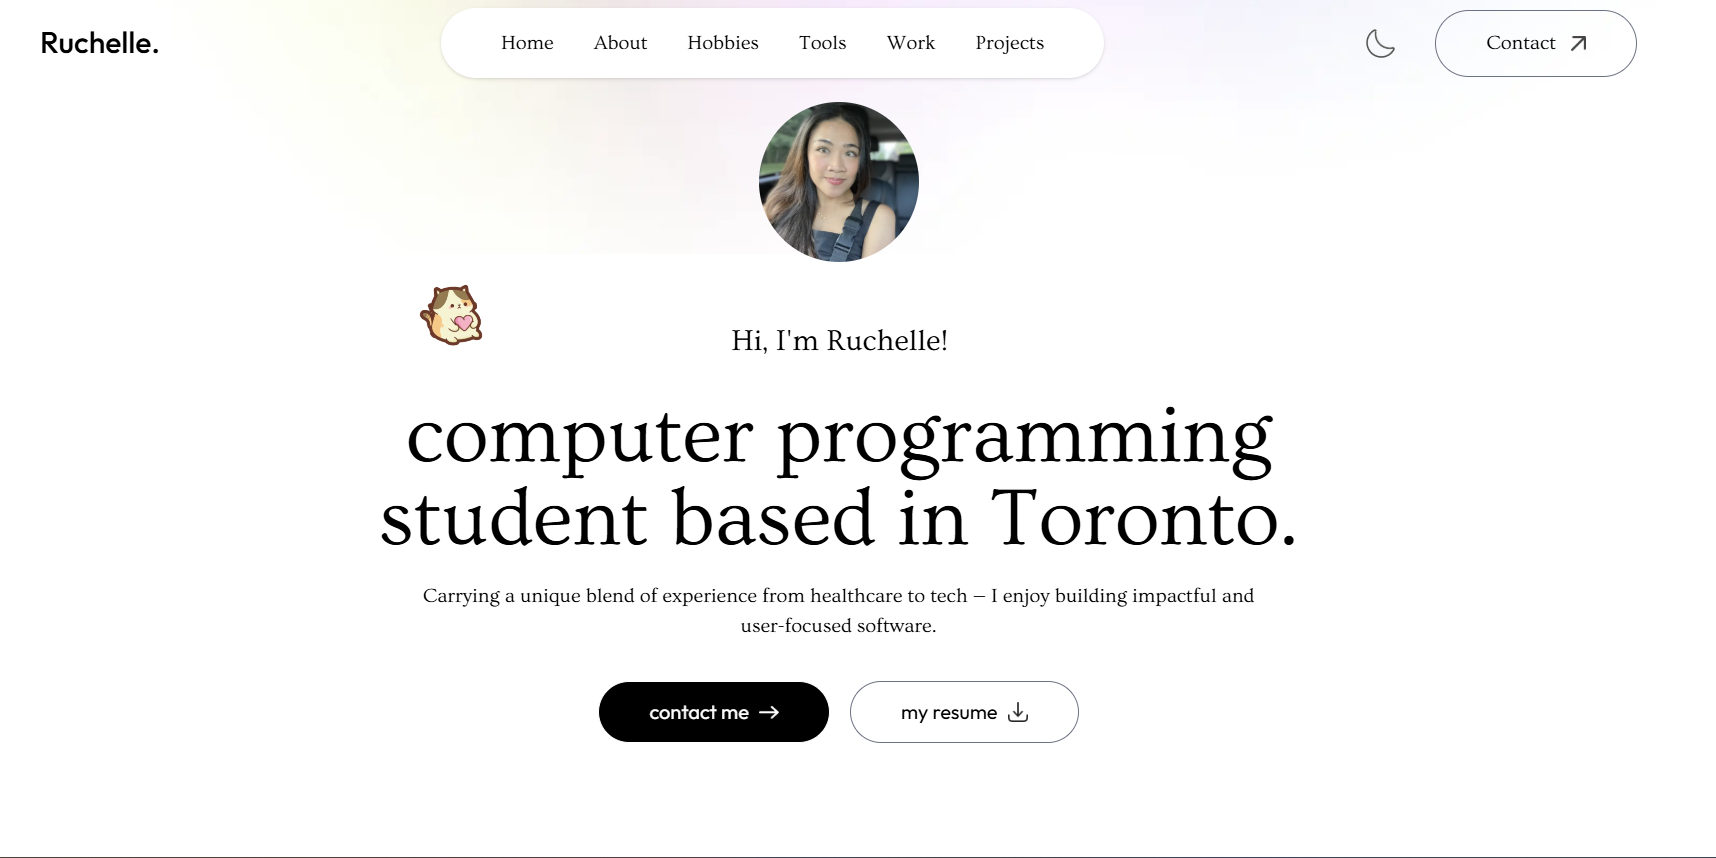 Ruchelle.
Home About Hobbies Tools Work Projects
Contact
Hi, I'm Ruchelle!
computer programming
student based in Toronto.
Carrying a unique blend of experience from healthcare to tech – I enjoy building impactful and
user-focused software.
contact me
my resume